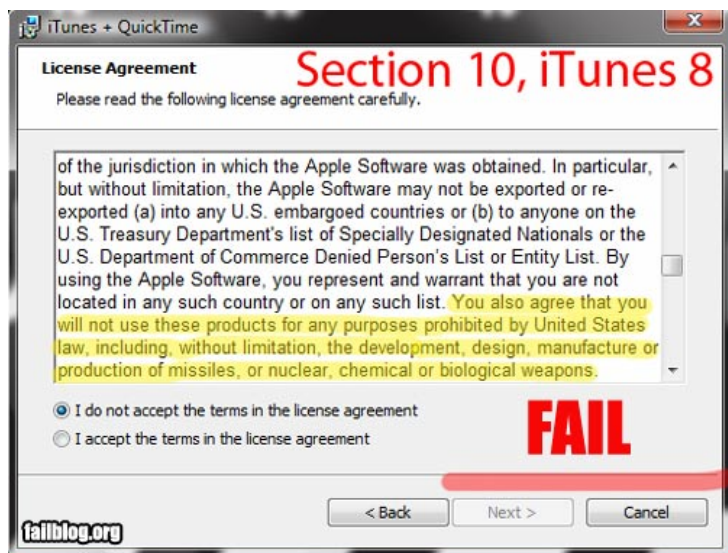 iTunes + QuickTime
License Agreement
Section 10, iTunes 8
Please read the following license agreement carefully.
of the jurisdiction in which the Apple Software was obtained. In particular,
but without limitation, the Apple Software may not be exported or re-
exported (a) into any U.S. embargoed countries or (b) to anyone on the
U.S. Treasury Department's list of Specially Designated Nationals or the
U.S. Department of Commerce Denied Person's List or Entity List. By
using the Apple Software, you represent and warrant that you are not
located in any such country or on any such list. You also agree that you
will not use these products for any purposes prohibited by United States
law, including, without limitation, the development, design, manufacture or
production of missiles, or nuclear, chemical or biological weapons.
I do not accept the terms in the license agreement
I accept the terms in the license agreement
FAIL
< Back
Next >
Cancel
failblog.org